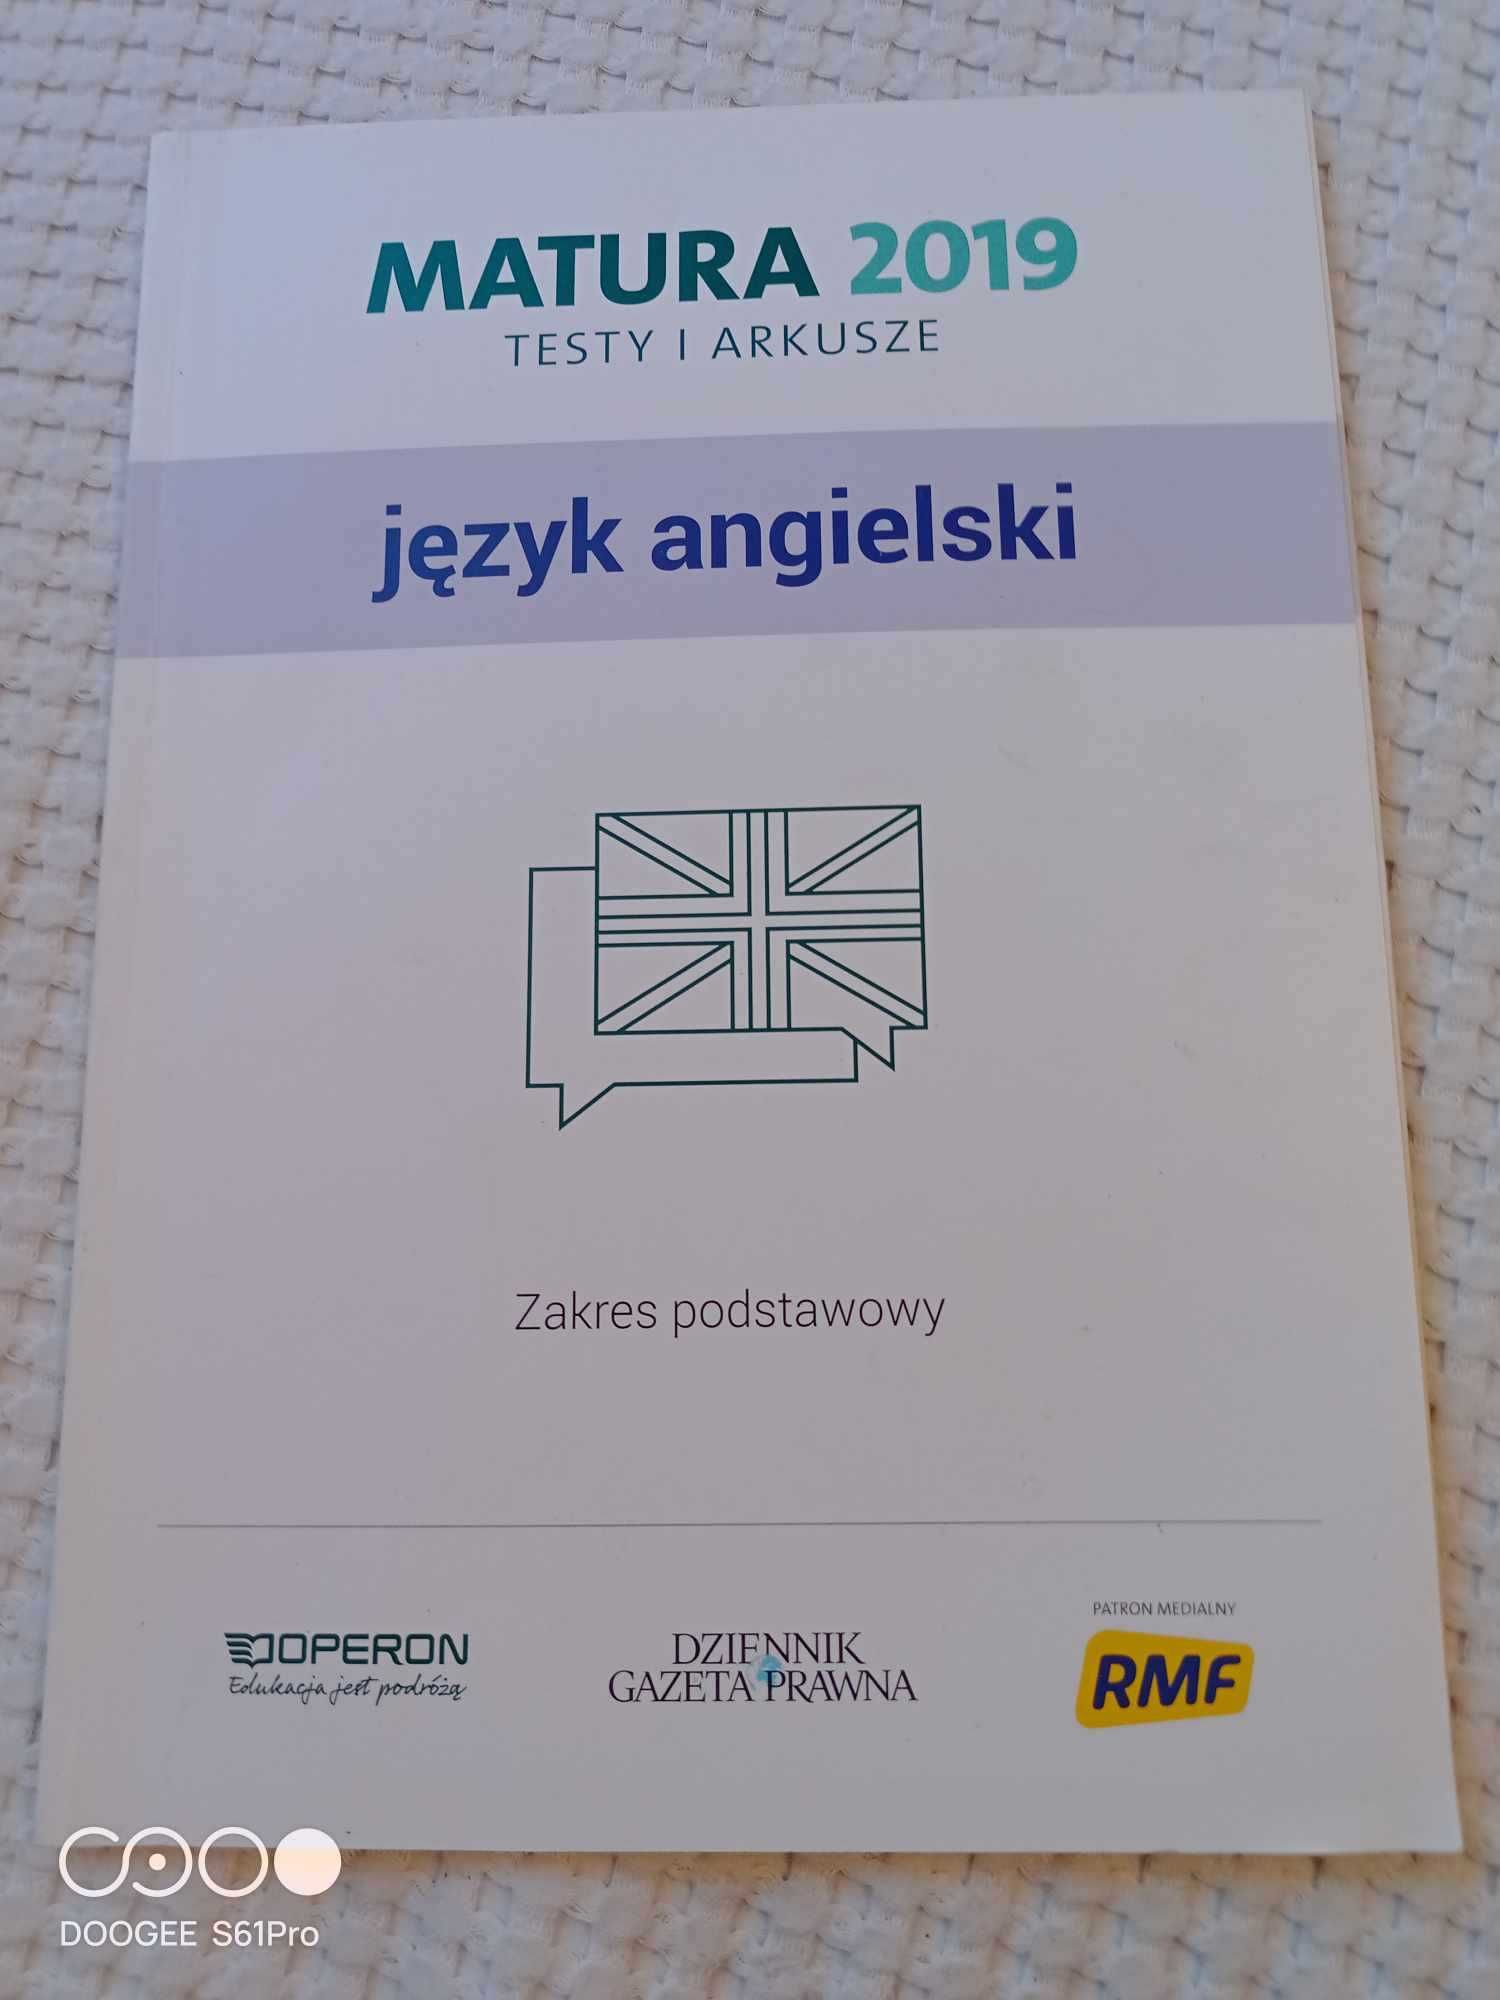 MATURA 2019
TESTY I ARKUSZE
język angielski
Zakres podstawowy
OPERON
Edukacja jest podróżą
DZIENNIK
GAZETA PRAWNA
PATRON MEDIALNY
RMF
DOOGEE S61Pro